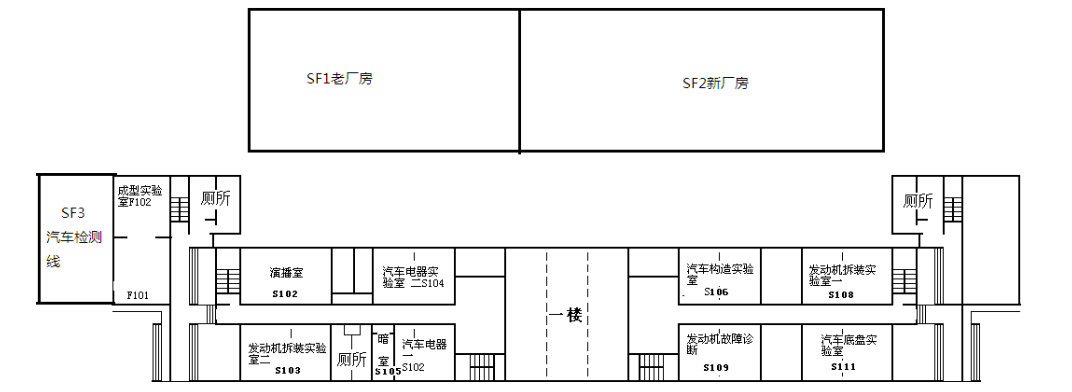 SF1老厂房
SF2新厂房
SF3
汽车检测
线
成型实验
室F102
F101
厕所
厕所
演播室
S102
汽车电器实
验室 二S104
一楼
汽车构造实验
室
S106
发动机拆装实
验室一
S108
发动机拆装实验
室二
S103
厕所
暗
室
S105
汽车电器
一
S102
发动机故障诊
断
S109
汽车底盘实
验室
S111